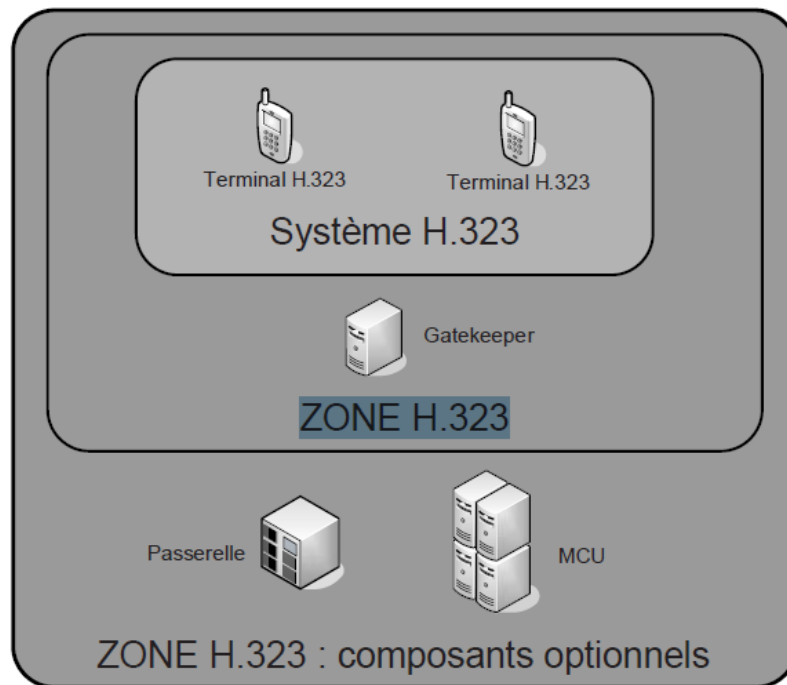 Terminal H.323
Terminal H.323
Système H.323
Gatekeeper
ZONE H.323
Passerelle
MCU
ZONE H.323 : composants optionnels